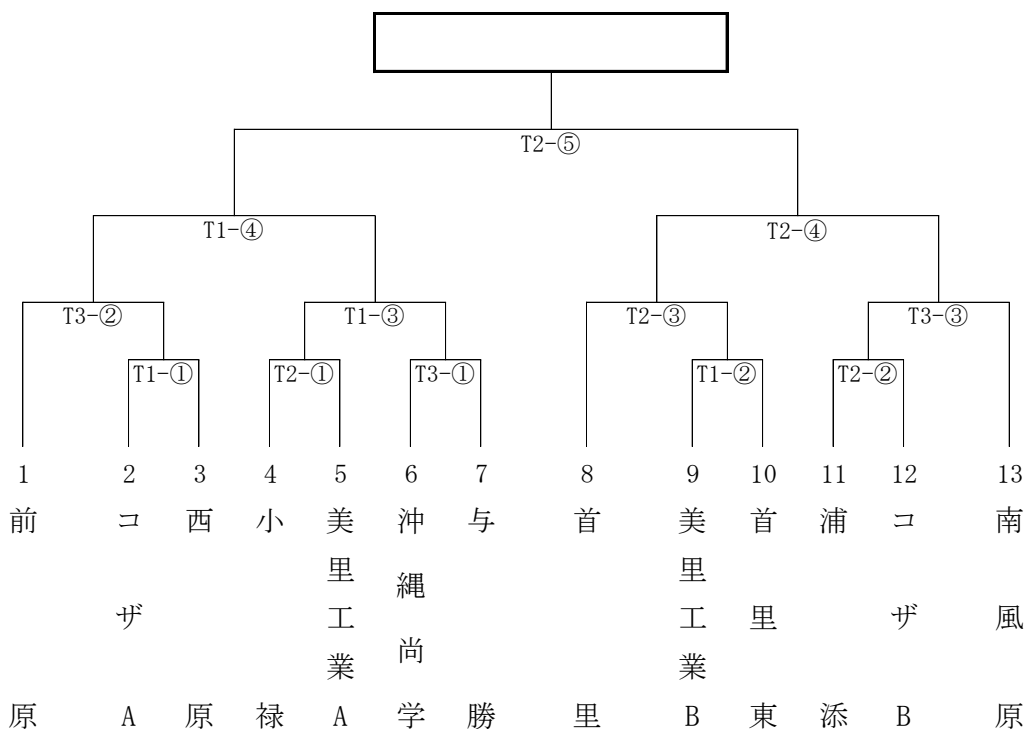 T2-⑤
T1-④ T2-④
T3-② T1-③ T2-③ T3-③
T1-① T2-① T3-① T1-② T2-②
1 2 3 4 5 6 7 8 9 10 11 12 13
前原
コザA
西原
小禄
美里工業A
沖縄尚学
与勝
首里
美里工業B
首里東
浦添
コザB
南風原